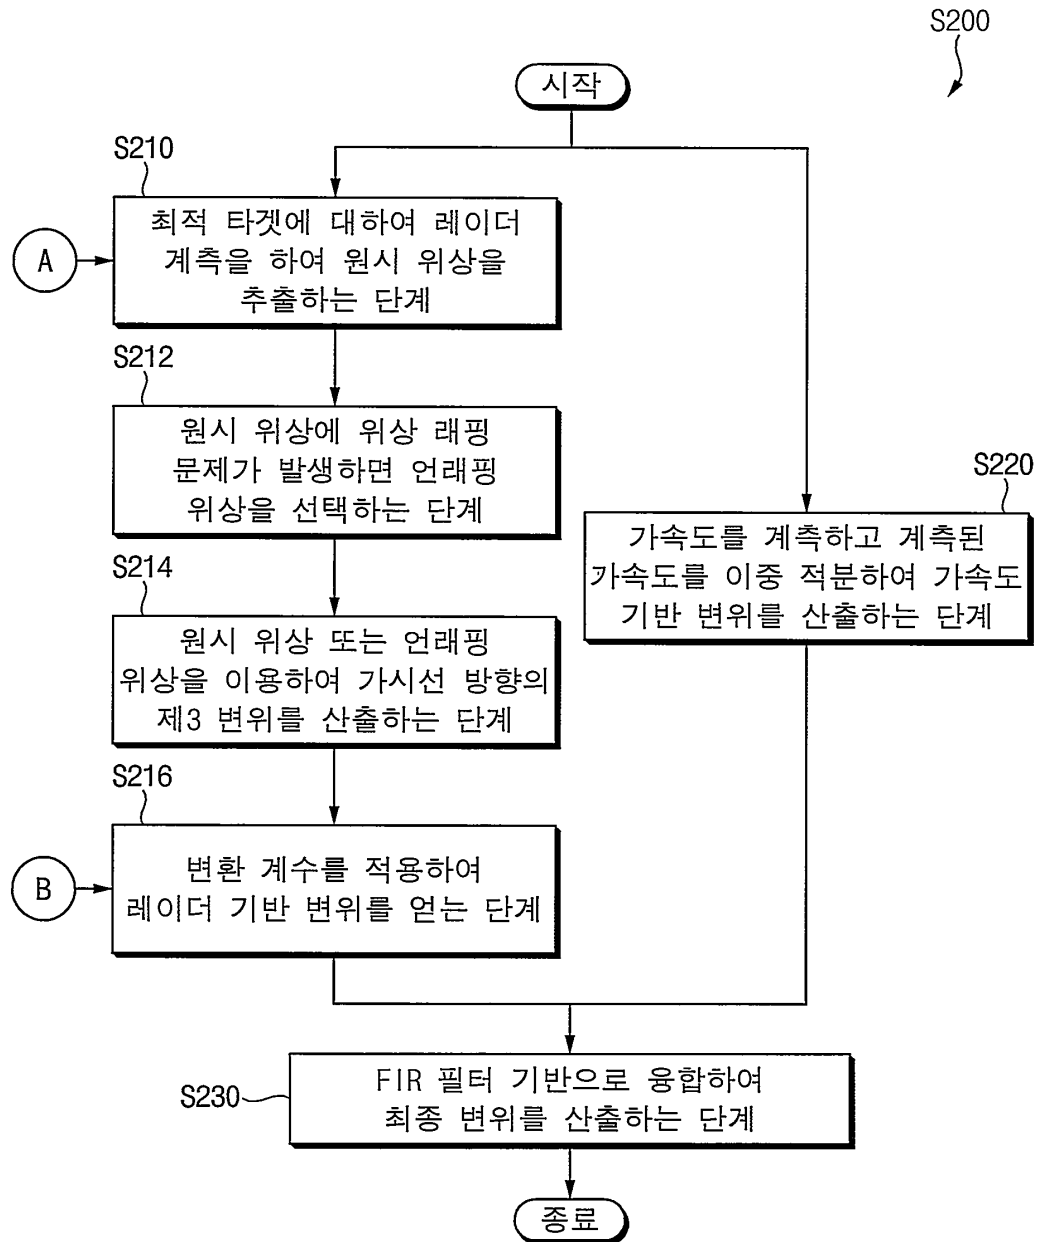 S200
시작
S210
최적 타겟에 대하여 레이더
계측을 하여 원시 위상을
추출하는 단계
A
S212
원시 위상에 위상 래핑
문제가 발생하면 언래핑
위상을 선택하는 단계
S220
가속도를 계측하고 계측된
가속도를 이중 적분하여 가속도
기반 변위를 산출하는 단계
S214
원시 위상 또는 언래핑
위상을 이용하여 가시선 방향의
제3 변위를 산출하는 단계
S216
변환 계수를 적용하여
레이더 기반 변위를 얻는 단계
B
S230
FIR 필터 기반으로 융합하여
최종 변위를 산출하는 단계
종료